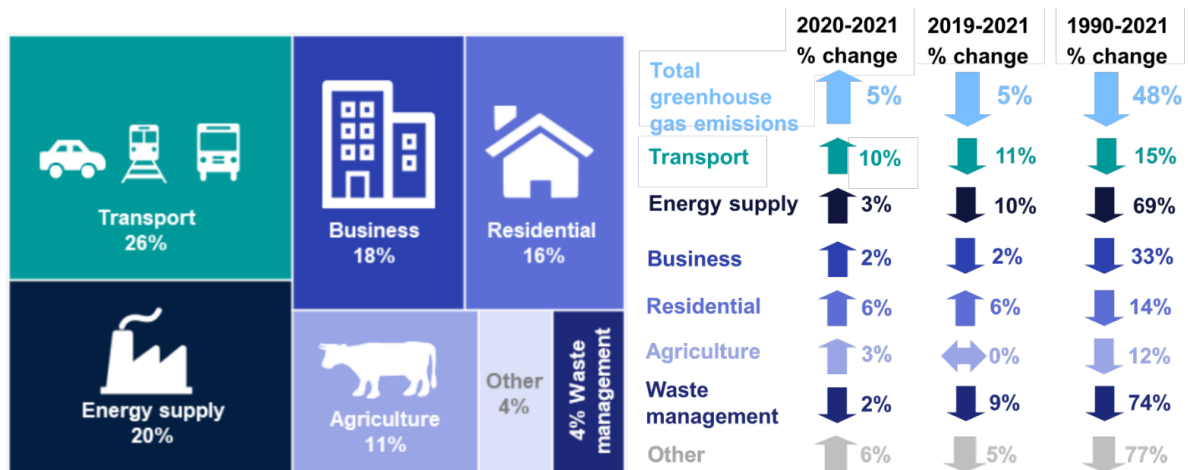 Transport
26%
Business
18%
Residential
16%
Energy supply
20%
Agriculture
11%
Other
4%
4% Waste
management
2020-2021
% change
2019-2021
% change
1990-2021
% change
Total
greenhouse
gas emissions
5%
5%
48%
Transport
10%
11%
15%
Energy supply
3%
10%
69%
Business
2%
2%
33%
Residential
6%
6%
14%
Agriculture
3%
0%
12%
Waste
management
2%
9%
74%
Other
6%
5%
77%